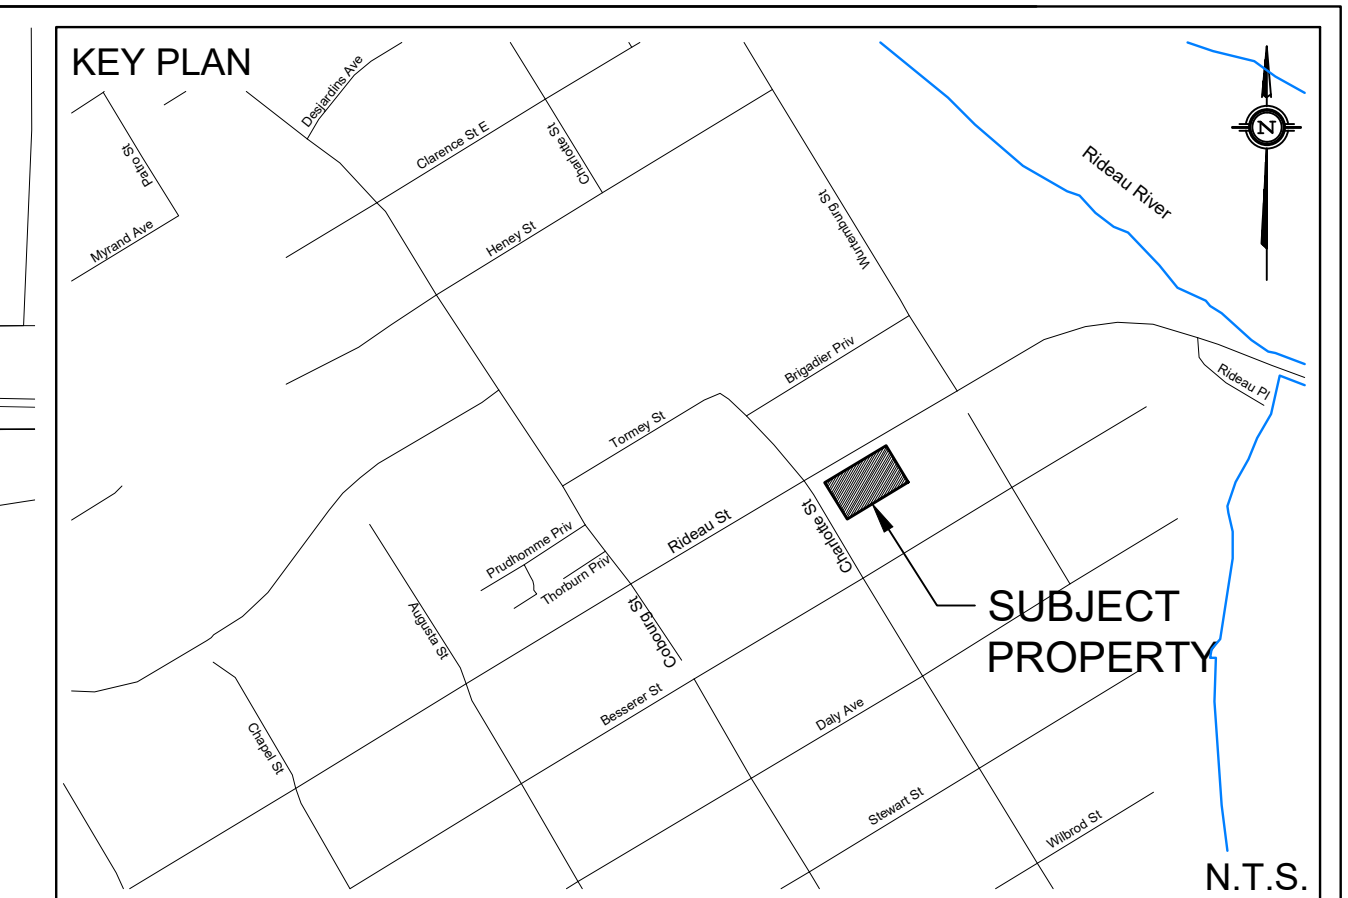 KEY PLAN
Desjardins Ave
Clarence St E
Charlotte St
Patro St
Myrand Ave
Heney St
Wurtemburg St
Rideau River
N
Brigadier Priv
Rideau Pl
Tormey St
Rideau St
Charlotte St
Prudhomme Priv
Thorburn Priv
Cobourg St
Augusta St
SUBJECT
PROPERTY
Besserer St
Daly Ave
Chapel St
Stewart St
Wilbrod St
N.T.S.